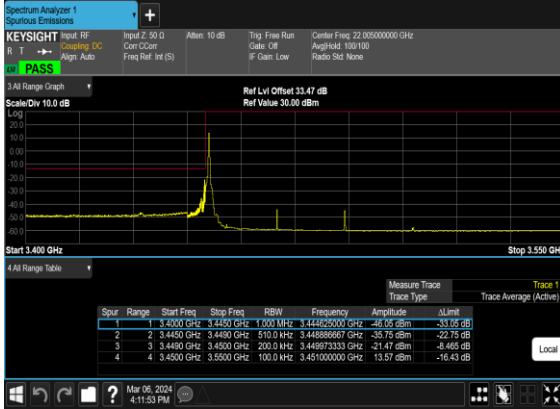 Spectrum Analyzer 1
Spurious Emissions
+
KEYSIGHT Input: RF Input Z: 50 Ω Atten: 10 dB Trig: Free Run Center Freq: 22.005000000 GHz
R T Coupling: DC Corr CCorr Gate: Off Avg|Hold: 100/100
Align: Auto Freq Ref: Int (S) IF Gain: Low Radio Std: None
PASS
3 All Range Graph
Ref Lvl Offset 33.47 dB
Scale/Div 10.0 dB Ref Value 30.00 dBm
Log
20.0
10.0
0.00
-10.0
-20.0
-30.0
-40.0
-50.0
-60.0
Start 3.400 GHz Stop 3.550 GH
4 All Range Table
Measure Trace Trace 1
Trace Type Trace Average (Active)
Spur Range Start Freq Stop Freq RBW Frequency Amplitude ΔLimit
1 1 3.4000 GHz 3.4450 GHz 1.000 MHz 3.444625000 GHz -46.05 dBm -33.05 dB
2 2 3.4450 GHz 3.4490 GHz 510.0 kHz 3.448886667 GHz -35.75 dBm -22.75 dB
3 3 3.4490 GHz 3.4500 GHz 200.0 kHz 3.449973333 GHz -21.47 dBm -8.465 dB
4 4 3.4500 GHz 3.5500 GHz 100.0 kHz 3.451000000 GHz 13.57 dBm -16.43 dB
Local
? Mar 06, 2024
4:11:53 PM